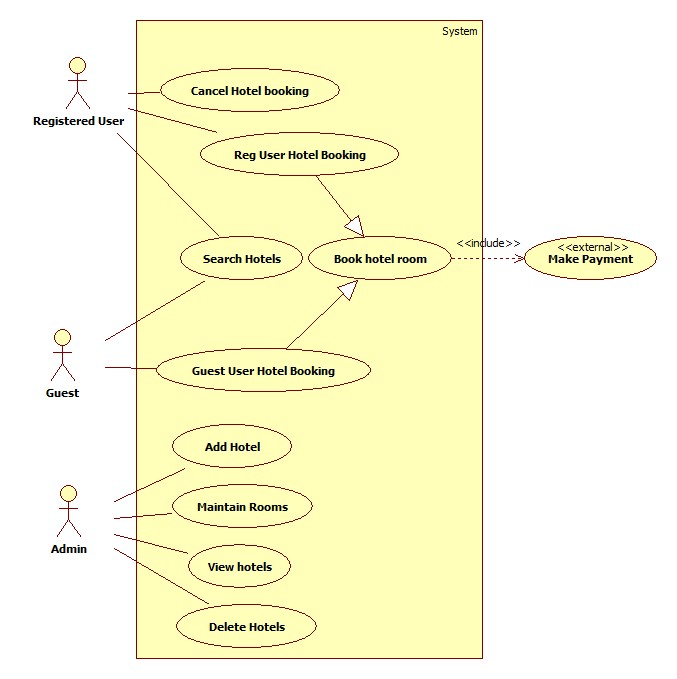 System
Cancel Hotel booking
Registered User
Reg User Hotel Booking
<<include>>
<<external>>
Search Hotels
Book hotel room
Make Payment
Guest User Hotel Booking
Guest
Add Hotel
Maintain Rooms
Admin
View hotels
Delete Hotels